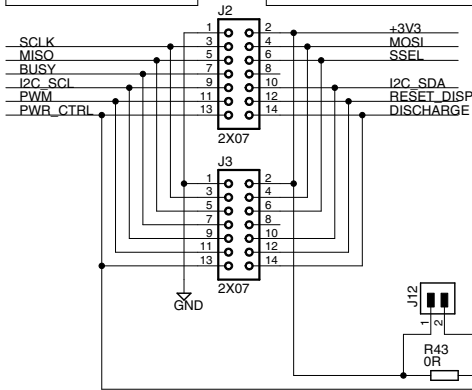 J2
1 2 +3V3
SCLK 3 4 MOSI
MISO 5 6 SSEL
BUSY 7 8
I2C_SCL 9 10 I2C_SDA
PWM 11 12 RESET_DISP
PWR_CTRL 13 14 DISCHARGE
2X07
J3
1 2
3 4
5 6
7 8
9 10
11 12
13 14
2X07
GND
J12
1 2
R43
0R